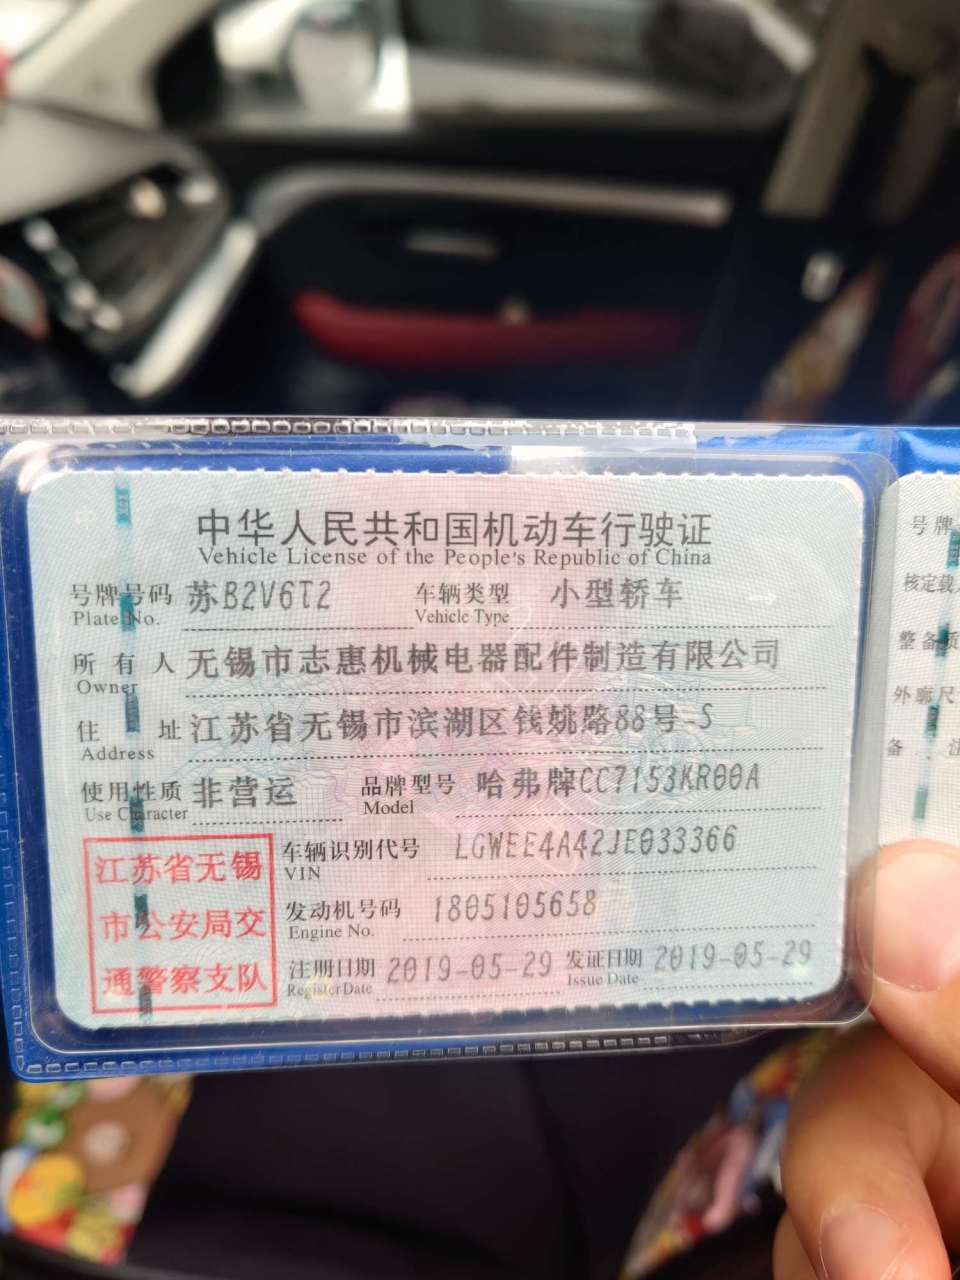 中华人民共和国机动车行驶证
Vehicle License of the People's Republic of China
号牌号码 苏B2V6T2 车辆类型 小型轿车
Plate No. Vehicle Type
所有人 无锡市志惠机械电器配件制造有限公司
Owner
住址 江苏省无锡市滨湖区钱姚路88号-S
Address
使用性质 非营运 品牌型号 哈弗牌CC7153KR00A
Use Character Model
江苏省无锡
市公安局交
通警察支队
车辆识别代号 LGWEE4A42JE033366
VIN
发动机号码 1805105658
Engine No.
注册日期 2019-05-29 发证日期 2019-05-29
Register Date Issue Date
号牌
核定载
整备质
外廓尺
备 注